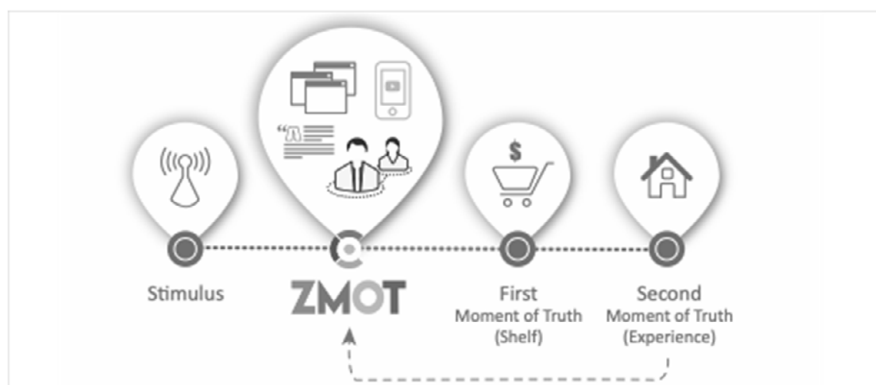 $
Stimulus
ZMOT
First
Moment of Truth
(Shelf)
Second
Moment of Truth
(Experience)